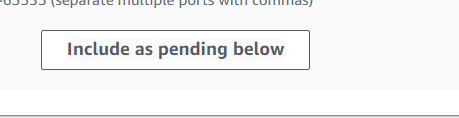 -65535 (separate multiple ports with commas)
Include as pending below